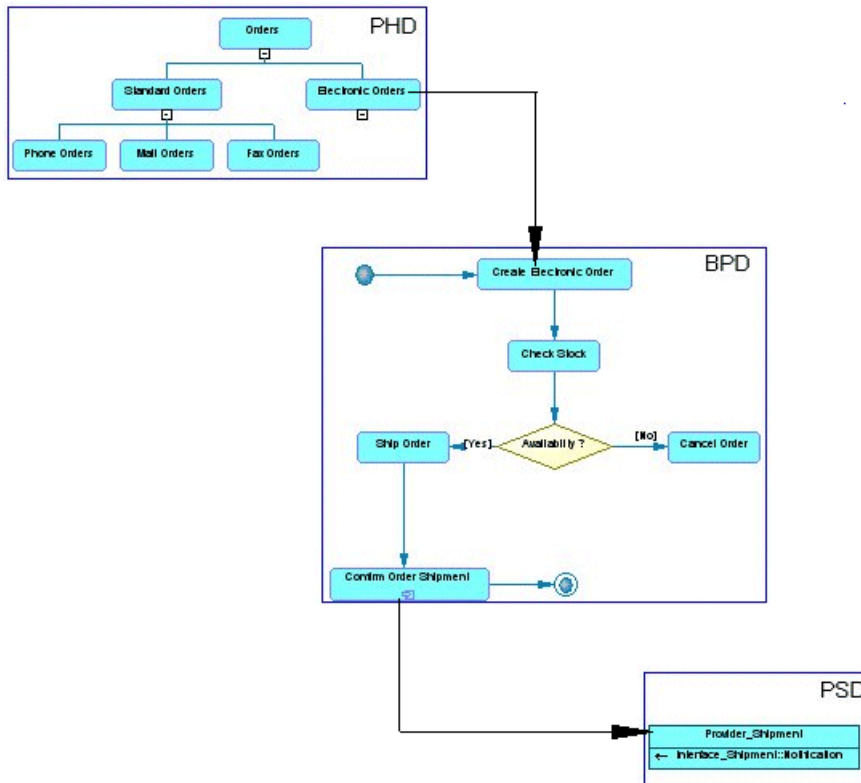 PHD
Orders
Standard Orders
Electronic Orders
Phone Orders
Mail Orders
Fax Orders
BPD
Create Electronic Order
Check Stock
Availability ?
[Yes]
[No]
Ship Order
Cancel Order
Confirm Order Shipment
PSD
Provider_Shipment
Interface_Shipment::Notification